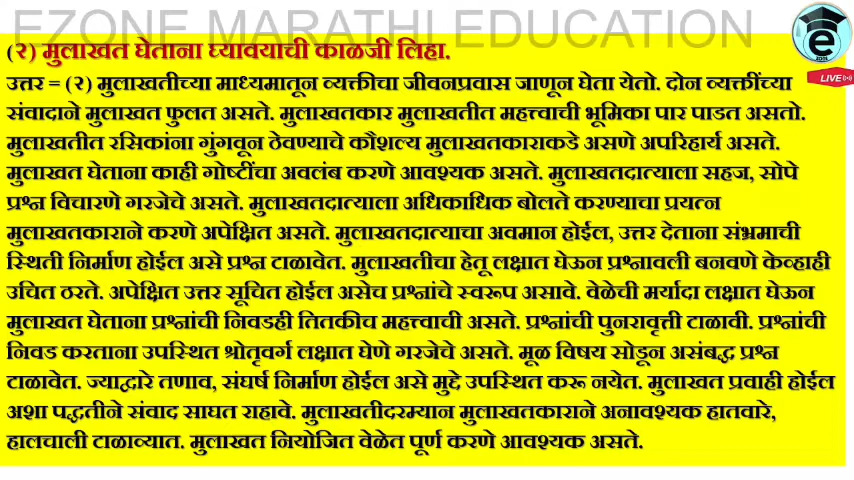 EZONE MARATHI EDUCATION
(२) मुलाखत घेताना घ्यावयाची काळजी लिहा.
उत्तर = (२) मुलाखतीच्या माध्यमातून व्यक्तीचा जीवनप्रवास जाणून घेता येतो. दोन व्यक्तींच्या
संवादाने मुलाखत फुलत असते. मुलाखतकार मुलाखतीत महत्त्वाची भूमिका पार पाडत असतो.
मुलाखतीत रसिकांना गुंगवून ठेवण्याचे कौशल्य मुलाखतकाराकडे असणे अपरिहार्य असते.
मुलाखत घेताना काही गोष्टींचा अवलंब करणे आवश्यक असते. मुलाखतदात्याला सहज, सोपे
प्रश्न विचारणे गरजेचे असते. मुलाखतदात्याला अधिकाधिक बोलते करण्याचा प्रयत्न
मुलाखतकाराने करणे अपेक्षित असते. मुलाखतदात्याचा अवमान होईल, उत्तर देताना संभ्रमाची
स्थिती निर्माण होईल असे प्रश्न टाळावेत. मुलाखतीचा हेतू लक्षात घेऊन प्रश्नावली बनवणे केव्हाही
उचित ठरते. अपेक्षित उत्तर सूचित होईल असेच प्रश्नांचे स्वरूप असावे. वेळेची मर्यादा लक्षात घेऊन
मुलाखत घेताना प्रश्नांची निवडही तितकीच महत्त्वाची असते. प्रश्नांची पुनरावृत्ती टाळावी. प्रश्नांची
निवड करताना उपस्थित श्रोतृवर्ग लक्षात घेणे गरजेचे असते. मूळ विषय सोडून असंबद्ध प्रश्न
टाळावेत. ज्याद्वारे तणाव, संघर्ष निर्माण होईल असे मुद्दे उपस्थित करू नयेत. मुलाखत प्रवाही होईल
अशा पद्धतीने संवाद साधत राहावे. मुलाखतीदरम्यान मुलाखतकाराने अनावश्यक हातवारे,
हालचाली टाळाव्यात. मुलाखत नियोजित वेळेत पूर्ण करणे आवश्यक असते.
e
EZONE
LIVE